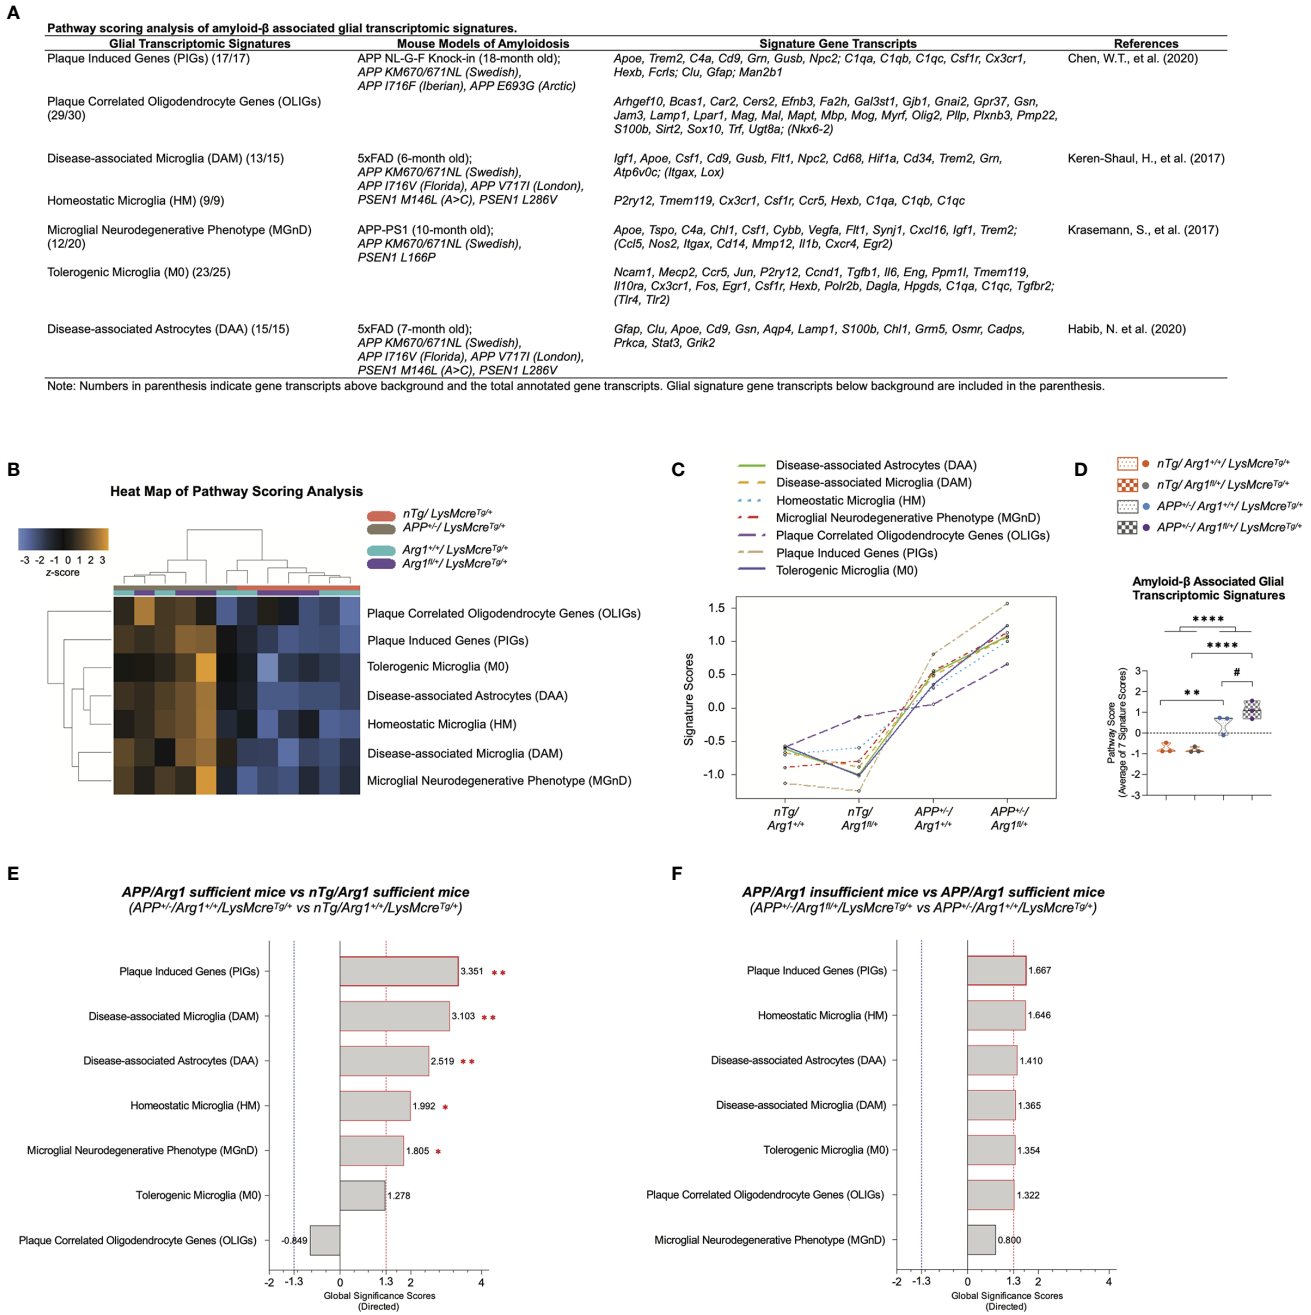 A
Pathway scoring analysis of amyloid-β associated glial transcriptomic signatures.
Glial Transcriptomic Signatures Mouse Models of Amyloidosis Signature Gene Transcripts References
Plaque Induced Genes (PIGs) (17/17) APP NL-G-F Knock-in (18-month old); Apoe, Trem2, C4a, Cd9, Grn, Gusb, Npc2; C1qa, C1qb, C1qc, Csf1r, Cx3cr1, Chen, W.T., et al. (2020)
APP KM670/671NL (Swedish), Hexb, Fcrls; Clu, Gfap; Man2b1
APP I716F (Iberian), APP E693G (Arctic)
Plaque Correlated Oligodendrocyte Genes (OLIGs) Arhgef10, Bcas1, Car2, Cers2, Efnb3, Fa2h, Gal3st1, Gjb1, Gnai2, Gpr37, Gsn,
(29/30) Jam3, Lamp1, Lpar1, Mag, Mal, Mapt, Mbp, Mog, Myrf, Olig2, Pllp, Plxnb3, Pmp22,
S100b, Sirt2, Sox10, Trf, Ugt8a; (Nkx6-2)
Disease-associated Microglia (DAM) (13/15) 5xFAD (6-month old); Igf1, Apoe, Csf1, Cd9, Gusb, Flt1, Npc2, Cd68, Hif1a, Cd34, Trem2, Grn, Keren-Shaul, H., et al. (2017)
APP KM670/671NL (Swedish), Atp6v0c; (Itgax, Lox)
APP I716V (Florida), APP V717I (London),
Homeostatic Microglia (HM) (9/9) PSEN1 M146L (A>C), PSEN1 L286V P2ry12, Tmem119, Cx3cr1, Csf1r, Ccr5, Hexb, C1qa, C1qb, C1qc
Microglial Neurodegenerative Phenotype (MGnD) APP-PS1 (10-month old); Apoe, Tspo, C4a, Chl1, Csf1, Cybb, Vegfa, Flt1, Synj1, Cxcl16, Igf1, Trem2; Krasemann, S., et al. (2017)
(12/20) APP KM670/671NL (Swedish), (Ccl5, Nos2, Itgax, Cd14, Mmp12, Il1b, Cxcr4, Egr2)
PSEN1 L166P
Tolerogenic Microglia (M0) (23/25) Ncam1, Mecp2, Ccr5, Jun, P2ry12, Ccnd1, Tgfb1, Il6, Eng, Ppm1l, Tmem119,
Il10ra, Cx3cr1, Fos, Egr1, Csf1r, Hexb, Polr2b, Dagla, Hpgds, C1qa, C1qc, Tgfbr2;
(Tlr4, Tlr2)
Disease-associated Astrocytes (DAA) (15/15) 5xFAD (7-month old); Gfap, Clu, Apoe, Cd9, Gsn, Aqp4, Lamp1, S100b, Chl1, Grm5, Osmr, Cadps, Habib, N. et al. (2020)
APP KM670/671NL (Swedish), Prkca, Stat3, Grik2
APP I716V (Florida), APP V717I (London),
PSEN1 M146L (A>C), PSEN1 L286V
Note: Numbers in parenthesis indicate gene transcripts above background and the total annotated gene transcripts. Glial signature gene transcripts below background are included in the parenthesis.
B
Heat Map of Pathway Scoring Analysis
-3 -2 -1 0 1 2 3
z-score
nTg/ LysMcreTg/+
APP+/-/ LysMcreTg/+
Arg1+/+/ LysMcreTg/+
Arg1fl/+/ LysMcreTg/+
Plaque Correlated Oligodendrocyte Genes (OLIGs)
Plaque Induced Genes (PIGs)
Tolerogenic Microglia (M0)
Disease-associated Astrocytes (DAA)
Homeostatic Microglia (HM)
Disease-associated Microglia (DAM)
Microglial Neurodegenerative Phenotype (MGnD)
C
Disease-associated Astrocytes (DAA)
Disease-associated Microglia (DAM)
Homeostatic Microglia (HM)
Microglial Neurodegenerative Phenotype (MGnD)
Plaque Correlated Oligodendrocyte Genes (OLIGs)
Plaque Induced Genes (PIGs)
Tolerogenic Microglia (M0)
Signature Scores
1.5
1.0
0.5
0.0
-0.5
-1.0
nTg/ nTg/ APP+/-/ APP+/-/
Arg1+/+ Arg1fl/+ Arg1+/+ Arg1fl/+
D
nTg/ Arg1+/+/ LysMcreTg/+
nTg/ Arg1fl/+/ LysMcreTg/+
APP+/-/ Arg1+/+/ LysMcreTg/+
APP+/-/ Arg1fl/+/ LysMcreTg/+
Amyloid-β Associated Glial
Transcriptomic Signatures
****
****
#
**
Pathway Score
(Average of 7 Signature Scores)
3
2
1
0
-1
-2
-3
E
APP/Arg1 sufficient mice vs nTg/Arg1 sufficient mice
(APP+/-/Arg1+/+/LysMcreTg/+ vs nTg/Arg1+/+/LysMcreTg/+)
Plaque Induced Genes (PIGs) 3.351 **
Disease-associated Microglia (DAM) 3.103 **
Disease-associated Astrocytes (DAA) 2.519 **
Homeostatic Microglia (HM) 1.992 *
Microglial Neurodegenerative Phenotype (MGnD) 1.805 *
Tolerogenic Microglia (M0) 1.278
Plaque Correlated Oligodendrocyte Genes (OLIGs) -0.849
-2 -1.3 0 1.3 2 4
Global Significance Scores
(Directed)
F
APP/Arg1 insufficient mice vs APP/Arg1 sufficient mice
(APP+/-/Arg1fl/+/LysMcreTg/+ vs APP+/-/Arg1+/+/LysMcreTg/+)
Plaque Induced Genes (PIGs) 1.667
Homeostatic Microglia (HM) 1.646
Disease-associated Astrocytes (DAA) 1.410
Disease-associated Microglia (DAM) 1.365
Tolerogenic Microglia (M0) 1.354
Plaque Correlated Oligodendrocyte Genes (OLIGs) 1.322
Microglial Neurodegenerative Phenotype (MGnD) 0.800
-2 -1.3 0 1.3 2 4
Global Significance Scores
(Directed)